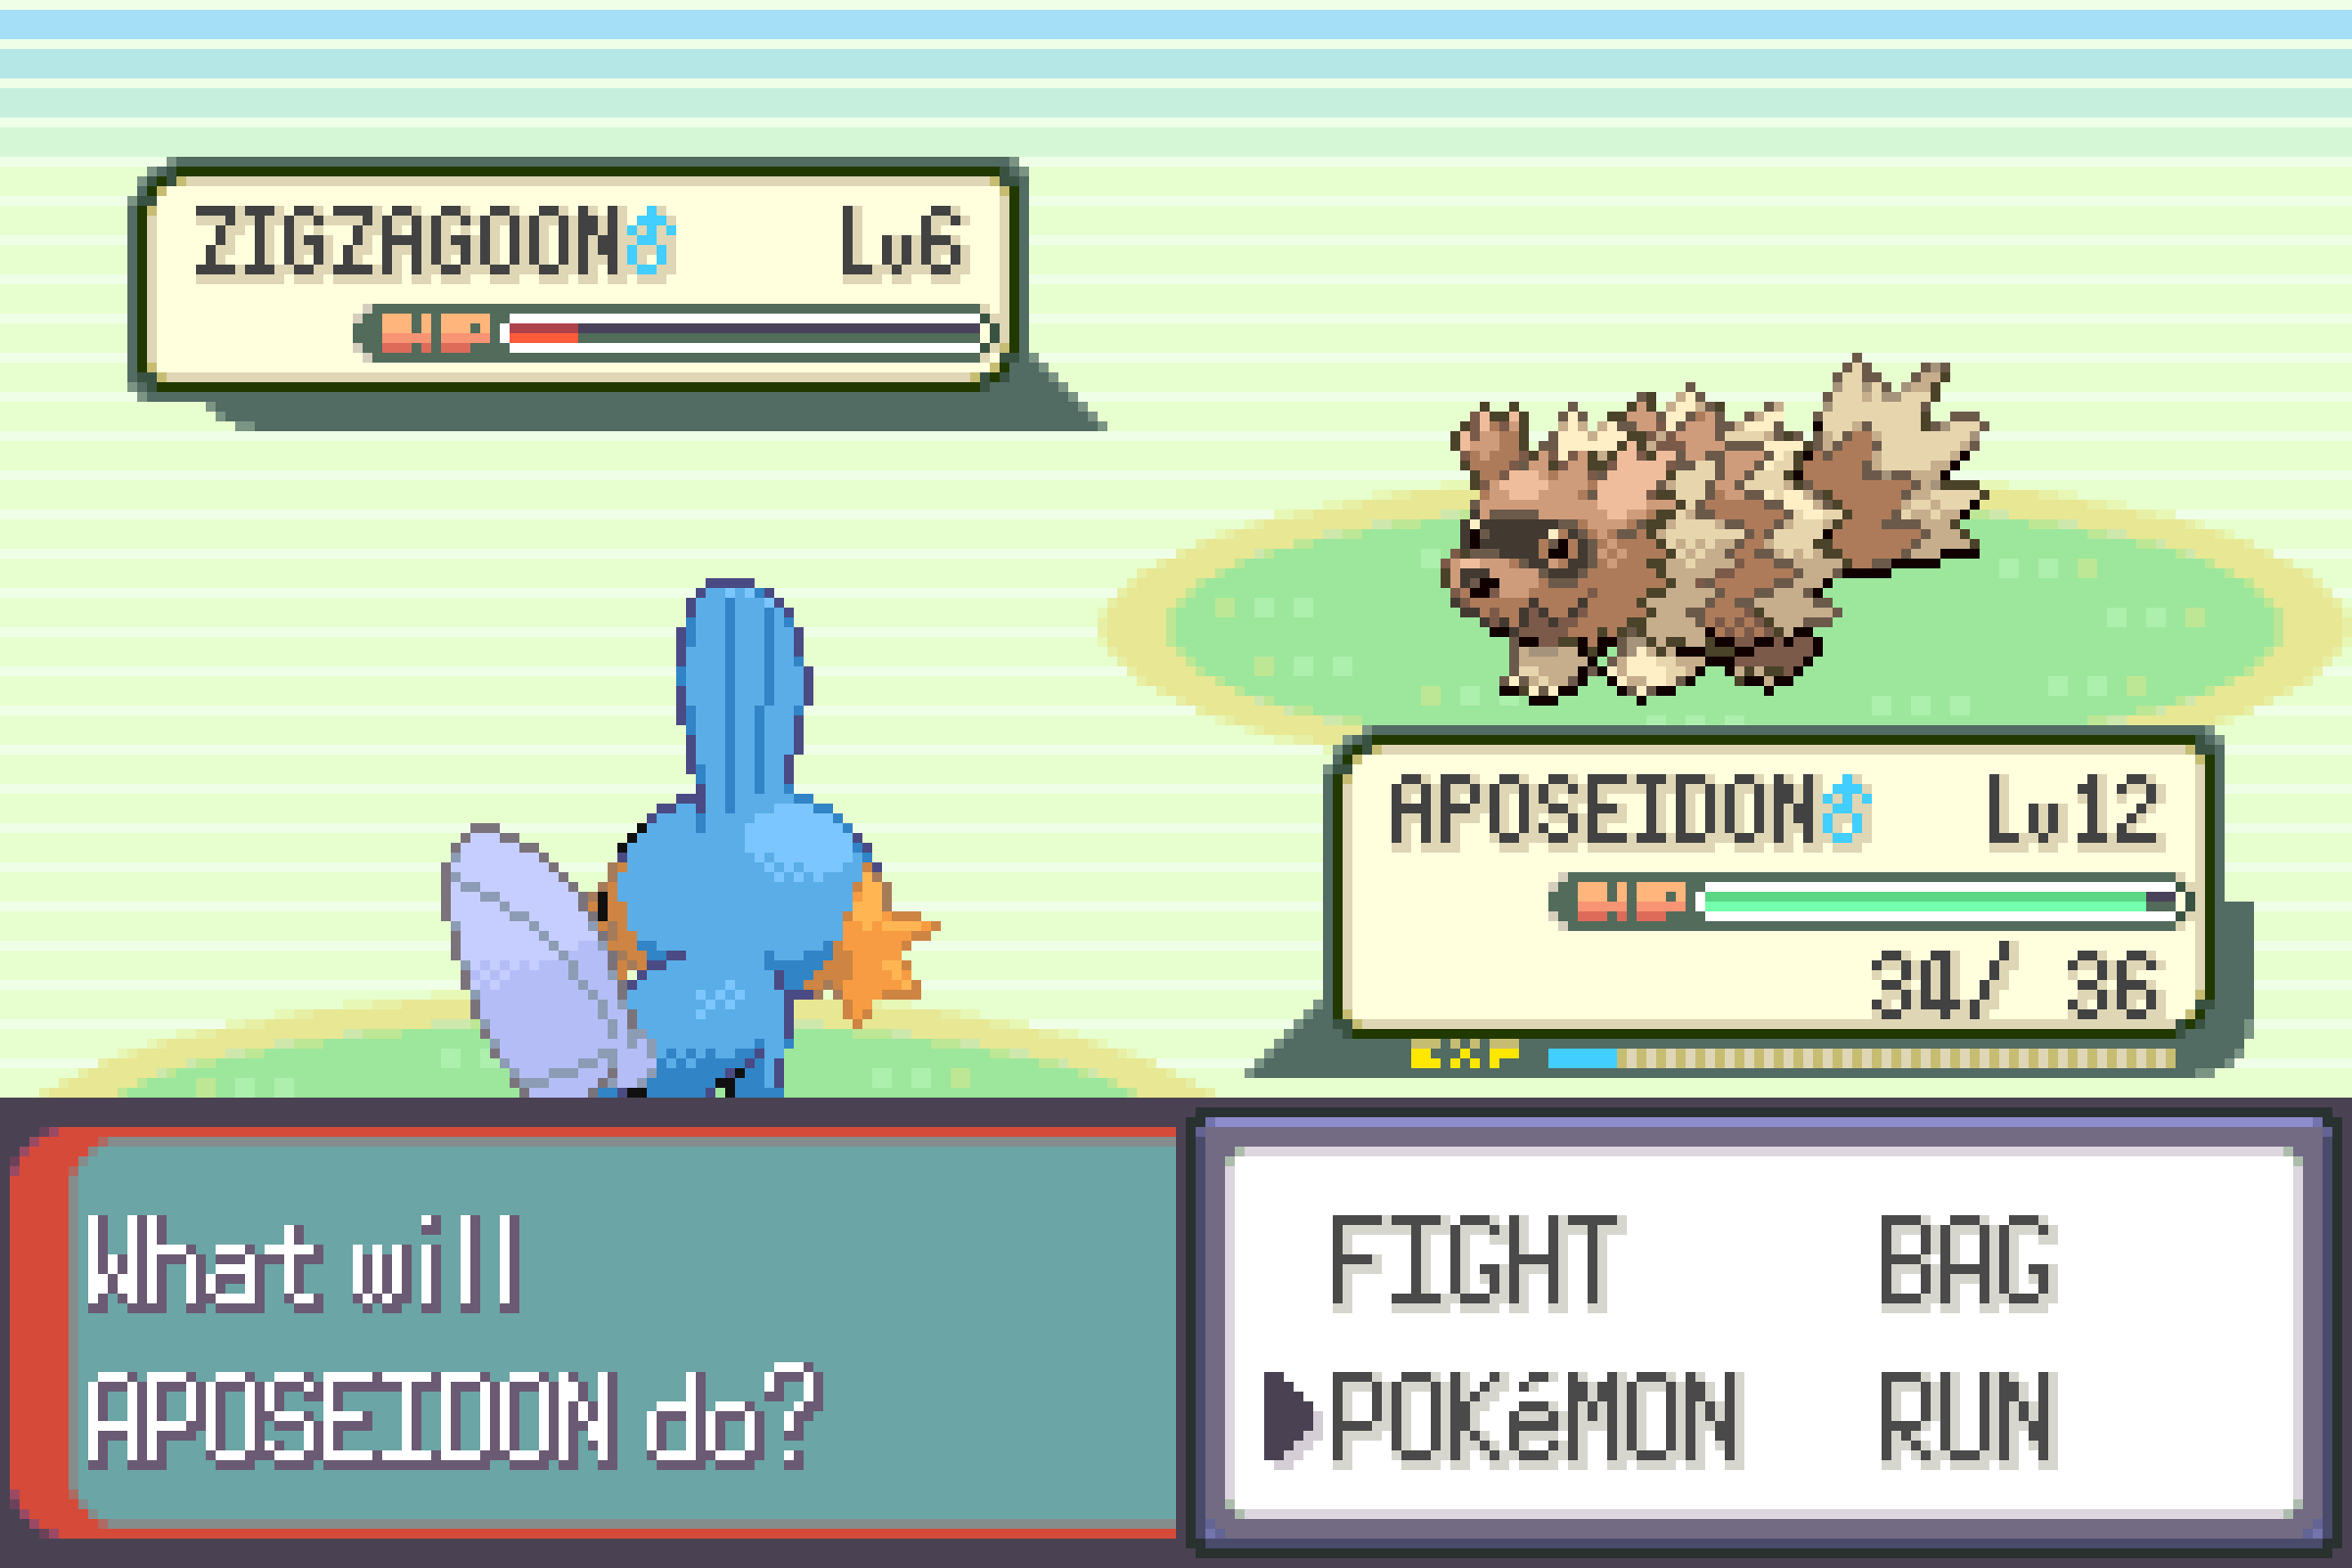 ZIGZAGOON♂ Lv6
HP
APOSEIDON♂ Lv12
HP
34/ 36
EXP
What will
APOSEIDON do?
FIGHT BAG
POKéMON RUN